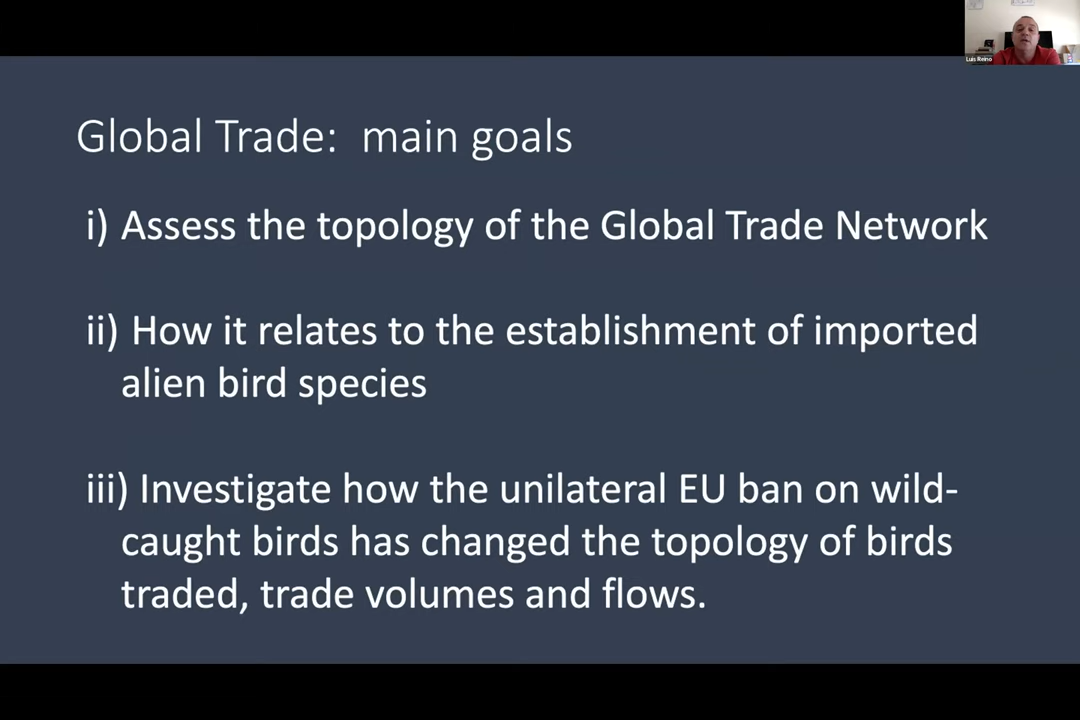 Luis Reino
Global Trade:  main goals
i) Assess the topology of the Global Trade Network
ii) How it relates to the establishment of imported
alien bird species
iii) Investigate how the unilateral EU ban on wild-
caught birds has changed the topology of birds
traded, trade volumes and flows.